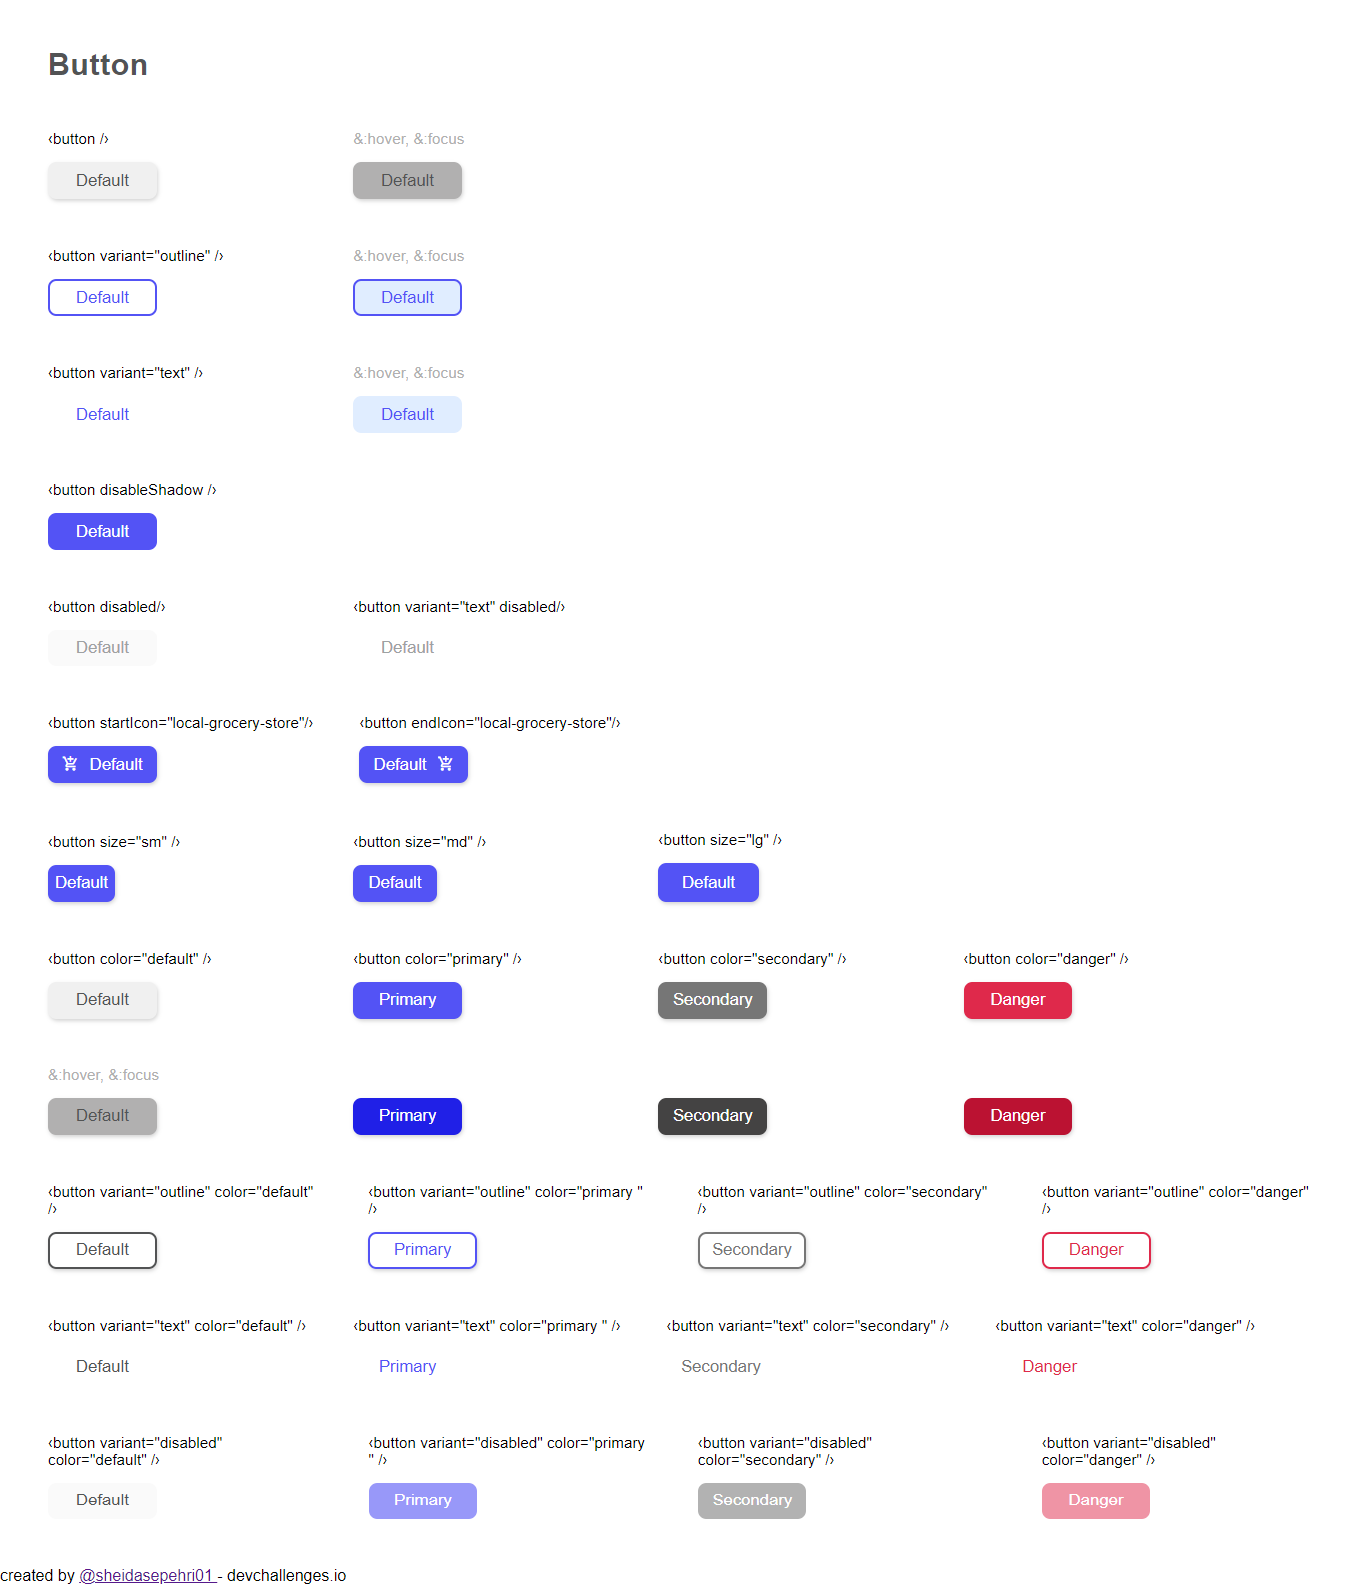 Button
‹button /› &:hover, &:focus
Default Default
‹button variant="outline" /› &:hover, &:focus
Default Default
‹button variant="text" /› &:hover, &:focus
Default Default
‹button disableShadow /›
Default
‹button disabled/› ‹button variant="text" disabled/›
Default Default
‹button startIcon="local-grocery-store"/› ‹button endIcon="local-grocery-store"/›
Default Default
‹button size="sm" /› ‹button size="md" /› ‹button size="lg" /›
Default Default Default
‹button color="default" /› ‹button color="primary" /› ‹button color="secondary" /› ‹button color="danger" /›
Default Primary Secondary Danger
&:hover, &:focus
Default Primary Secondary Danger
‹button variant="outline" color="default" ‹button variant="outline" color="primary " ‹button variant="outline" color="secondary" ‹button variant="outline" color="danger"
/› /› /› /›
Default Primary Secondary Danger
‹button variant="text" color="default" /› ‹button variant="text" color="primary " /› ‹button variant="text" color="secondary" /› ‹button variant="text" color="danger" /›
Default Primary Secondary Danger
‹button variant="disabled" ‹button variant="disabled" color="primary ‹button variant="disabled" ‹button variant="disabled"
color="default" /› " /› color="secondary" /› color="danger" /›
Default Primary Secondary Danger
created by @sheidasepehri01 - devchallenges.io